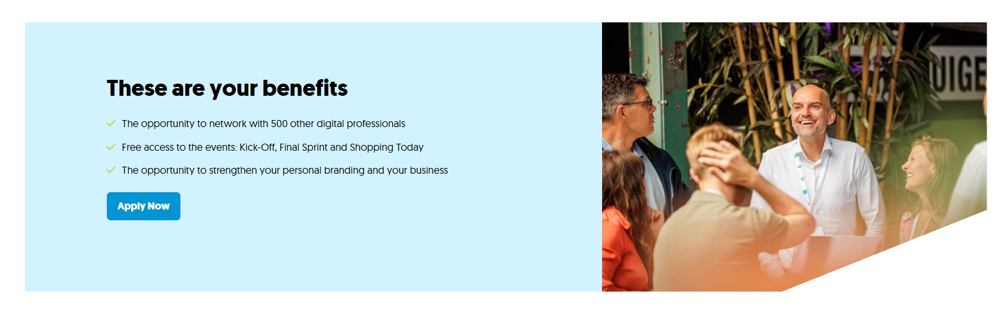 These are your benefits
The opportunity to network with 500 other digital professionals
Free access to the events: Kick-Off, Final Sprint and Shopping Today
The opportunity to strengthen your personal branding and your business
Apply Now
UIGE